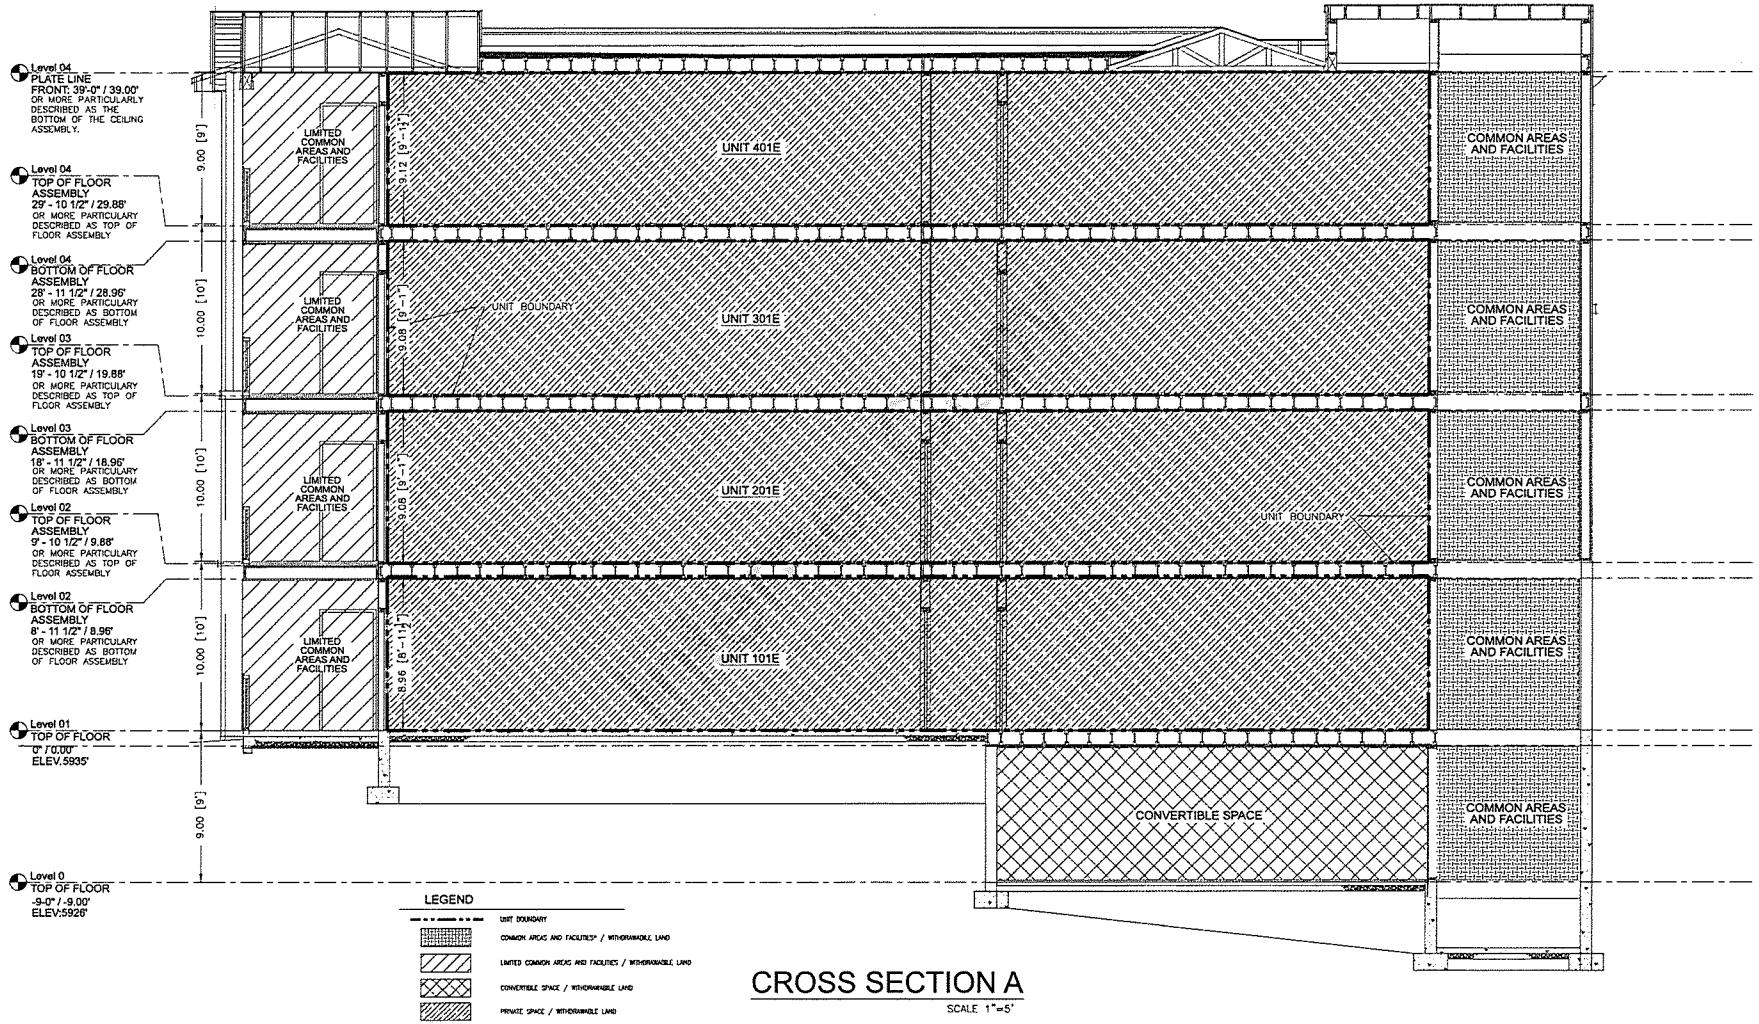 Level 04
PLATE LINE
FRONT: 39'-0" / 39.00'
OR MORE PARTICULARLY
DESCRIBED AS THE
BOTTOM OF THE CEILING
ASSEMBLY.
Level 04
TOP OF FLOOR
ASSEMBLY
29' - 10 1/2" / 29.88'
OR MORE PARTICULARY
DESCRIBED AS TOP OF
FLOOR ASSEMBLY
Level 04
BOTTOM OF FLOOR
ASSEMBLY
28' - 11 1/2" / 28.96'
OR MORE PARTICULARY
DESCRIBED AS BOTTOM
OF FLOOR ASSEMBLY
Level 03
TOP OF FLOOR
ASSEMBLY
19' - 10 1/2" / 19.88'
OR MORE PARTICULARY
DESCRIBED AS TOP OF
FLOOR ASSEMBLY
Level 03
BOTTOM OF FLOOR
ASSEMBLY
18' - 11 1/2" / 18.96'
OR MORE PARTICULARY
DESCRIBED AS BOTTOM
OF FLOOR ASSEMBLY
Level 02
TOP OF FLOOR
ASSEMBLY
9' - 10 1/2" / 9.88'
OR MORE PARTICULARY
DESCRIBED AS TOP OF
FLOOR ASSEMBLY
Level 02
BOTTOM OF FLOOR
ASSEMBLY
8' - 11 1/2" / 8.96'
OR MORE PARTICULARY
DESCRIBED AS BOTTOM
OF FLOOR ASSEMBLY
Level 01
TOP OF FLOOR
0" / 0.00'
ELEV.5935'
Level 0
TOP OF FLOOR
-9-0" / -9.00'
ELEV:5926'
9.00 [9']
10.00 [10']
10.00 [10']
10.00 [10']
9.00 [9']
LIMITED
COMMON
AREAS AND
FACILITIES
9.12 [9'-1½"]
UNIT 401E
COMMON AREAS
AND FACILITIES
LIMITED
COMMON
AREAS AND
FACILITIES
9.08 [9'-1"]
UNIT BOUNDARY
UNIT 301E
COMMON AREAS
AND FACILITIES
LIMITED
COMMON
AREAS AND
FACILITIES
9.08 [9'-1"]
UNIT 201E
UNIT BOUNDARY
COMMON AREAS
AND FACILITIES
LIMITED
COMMON
AREAS AND
FACILITIES
8.96 [8'-11½"]
UNIT 101E
COMMON AREAS
AND FACILITIES
CONVERTIBLE SPACE
COMMON AREAS
AND FACILITIES
LEGEND
UNIT BOUNDARY
COMMON AREAS AND FACILITIES* / WITHDRAWABLE LAND
LIMITED COMMON AREAS AND FACILITIES / WITHDRAWABLE LAND
CONVERTIBLE SPACE / WITHDRAWABLE LAND
PRIVATE SPACE / WITHDRAWABLE LAND
CROSS SECTION A
SCALE 1"=5'